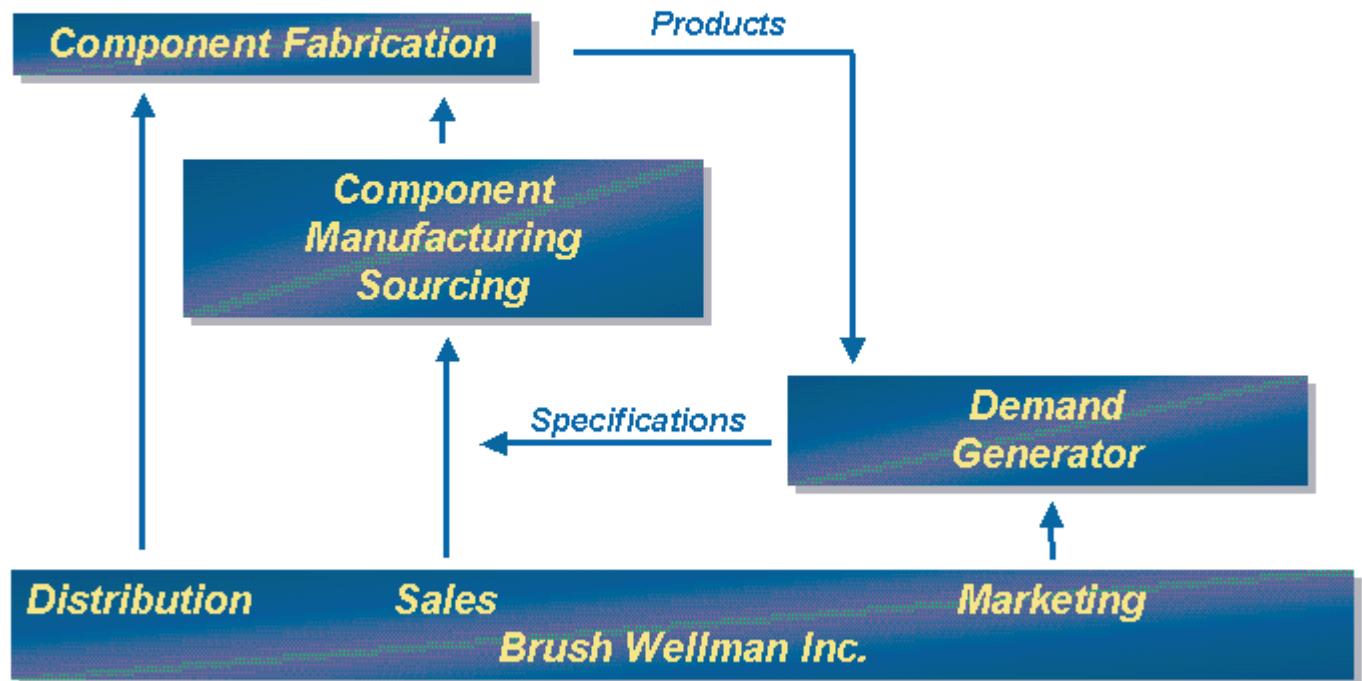 Component Fabrication
Products
Component
Manufacturing
Sourcing
Specifications
Demand
Generator
Distribution Sales Marketing
Brush Wellman Inc.